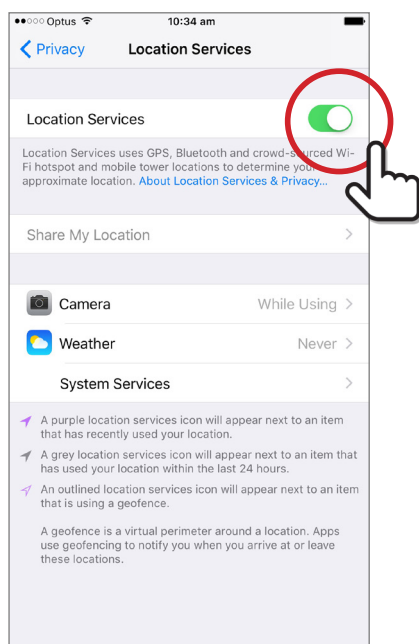 Optus 10:34 am
Privacy Location Services
Location Services
Location Services uses GPS, Bluetooth and crowd-sourced Wi-
Fi hotspot and mobile tower locations to determine your
approximate location. About Location Services & Privacy...
Share My Location
Camera While Using
Weather Never
System Services
A purple location services icon will appear next to an item
that has recently used your location.
A grey location services icon will appear next to an item that
has used your location within the last 24 hours.
An outlined location services icon will appear next to an item
that is using a geofence.
A geofence is a virtual perimeter around a location. Apps
use geofencing to notify you when you arrive at or leave
these locations.